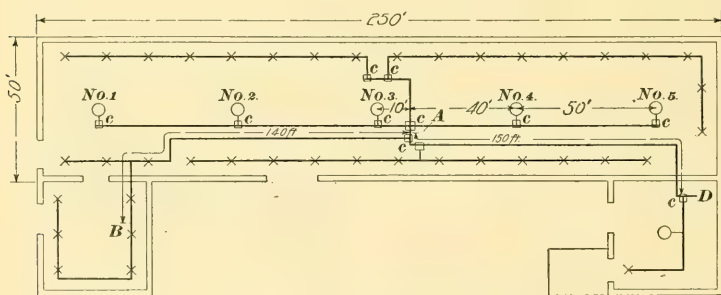 250'
50'
c c
No.1 No.2. No.3. 10' 40' No.4. 50' No.5.
c c c A c c
140 ft c 150 ft.
B c D